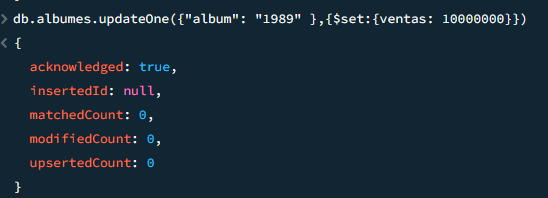 > db.albumes.updateOne({"album": "1989" },{$set:{ventas: 10000000}})
< {
acknowledged: true,
insertedId: null,
matchedCount: 0,
modifiedCount: 0,
upsertedCount: 0
}